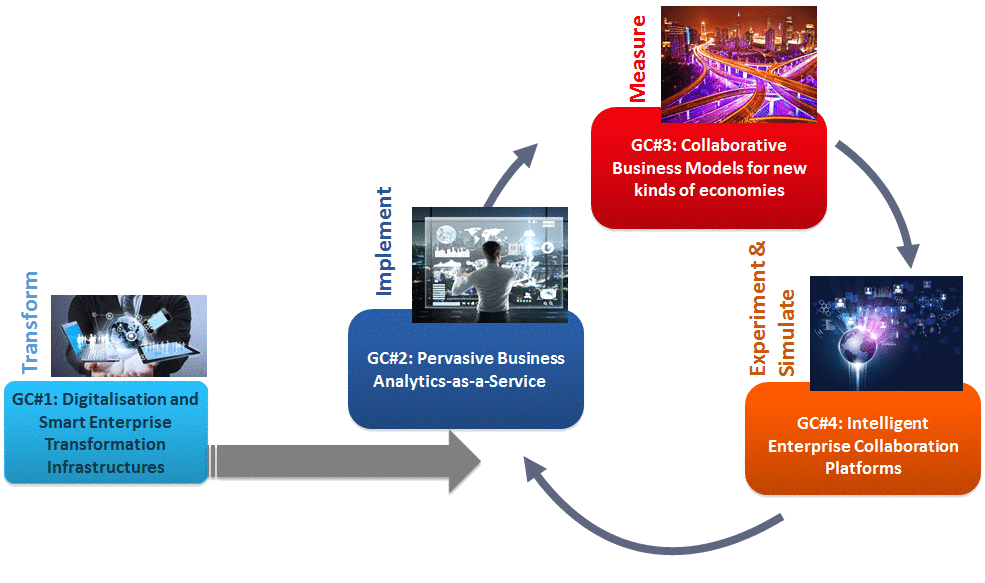 Transform
GC#1: Digitalisation and
Smart Enterprise
Transformation
Infrastructures
Implement
GC#2: Pervasive Business
Analytics-as-a-Service
Measure
GC#3: Collaborative
Business Models for new
kinds of economies
Experiment &
Simulate
GC#4: Intelligent
Enterprise Collaboration
Platforms